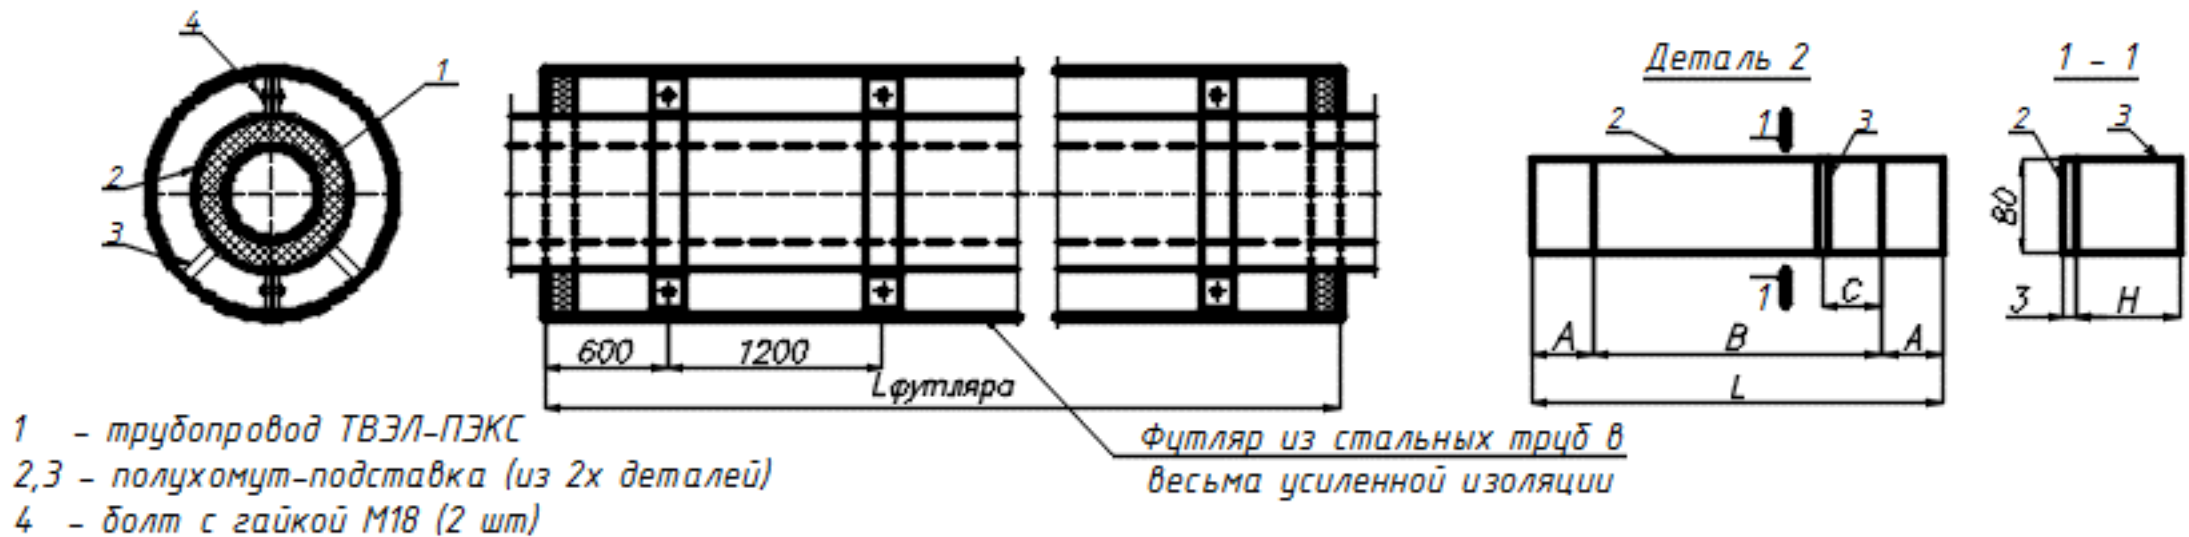 4
1
2
3
600
1200
Lфутляра
1 - трубопровод ТВЭЛ-ПЭКС
2,3 - полухомут-подставка (из 2х деталей)
4 - болт с гайкой М18 (2 шт)
Футляр из стальных труб в
весьма усиленной изоляции
Деталь 2
2
1
3
1
C
A
B
A
L
1 - 1
2
3
80
3
H